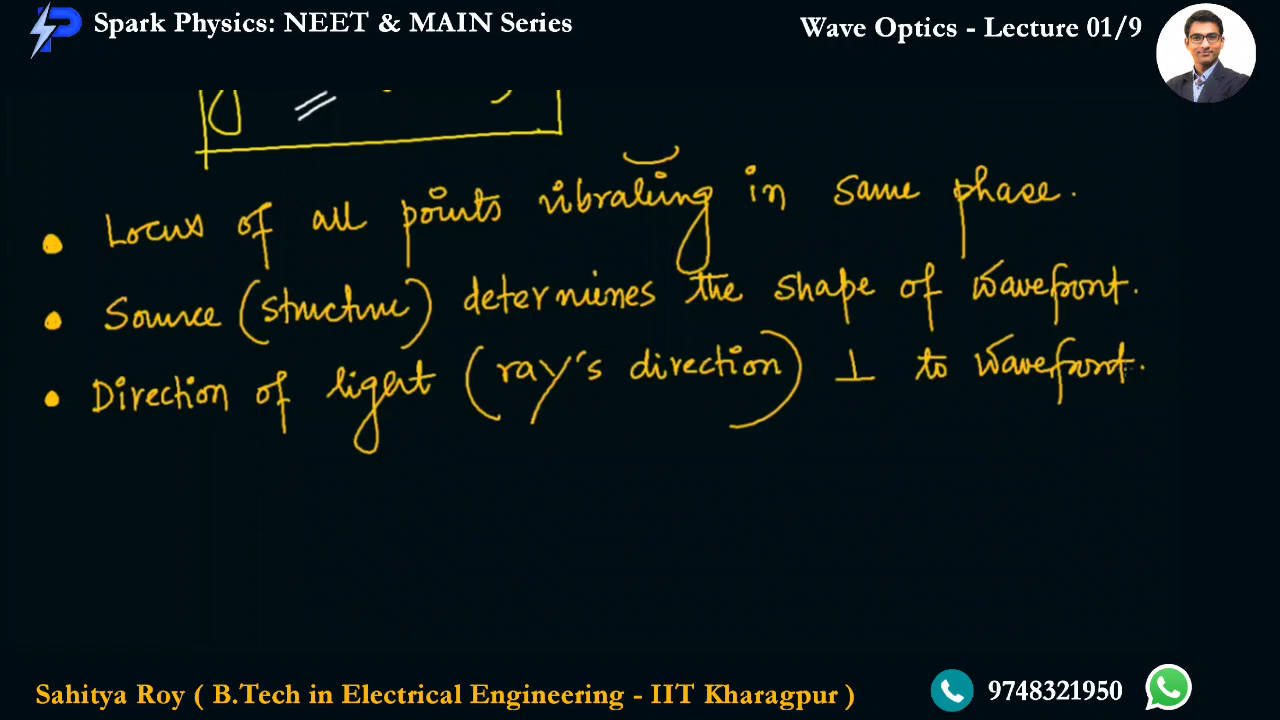 Spark Physics: NEET & MAIN Series
Wave Optics - Lecture 01/9
• Locus of all points vibrating in same phase.
• Source (structure) determines the shape of wavefront.
• Direction of light (ray's direction) ⊥ to wavefront.
Sahitya Roy ( B.Tech in Electrical Engineering - IIT Kharagpur )
9748321950